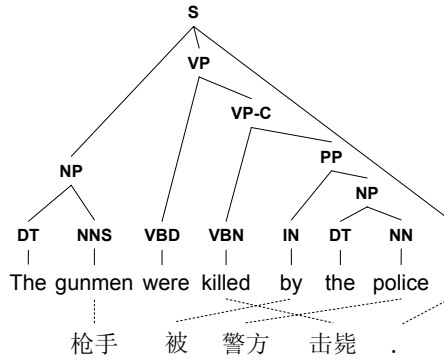 S
VP
VP-C
PP
NP
NP
DT NNS VBD VBN IN DT NN
The gunmen were killed by the police
枪手 被 警方 击毙 .